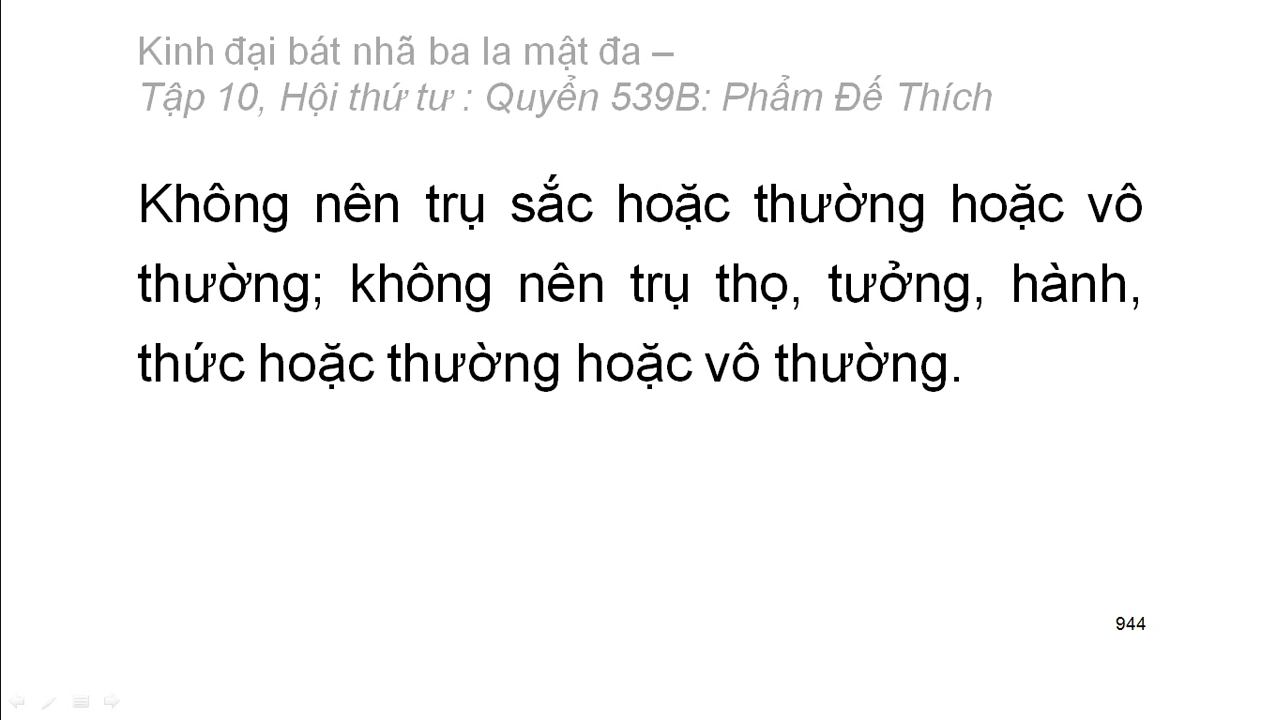 Kinh đại bát nhã ba la mật đa –
Tập 10, Hội thứ tư : Quyển 539B: Phẩm Đế Thích
Không nên trụ sắc hoặc thường hoặc vô
thường; không nên trụ thọ, tưởng, hành,
thức hoặc thường hoặc vô thường.
944